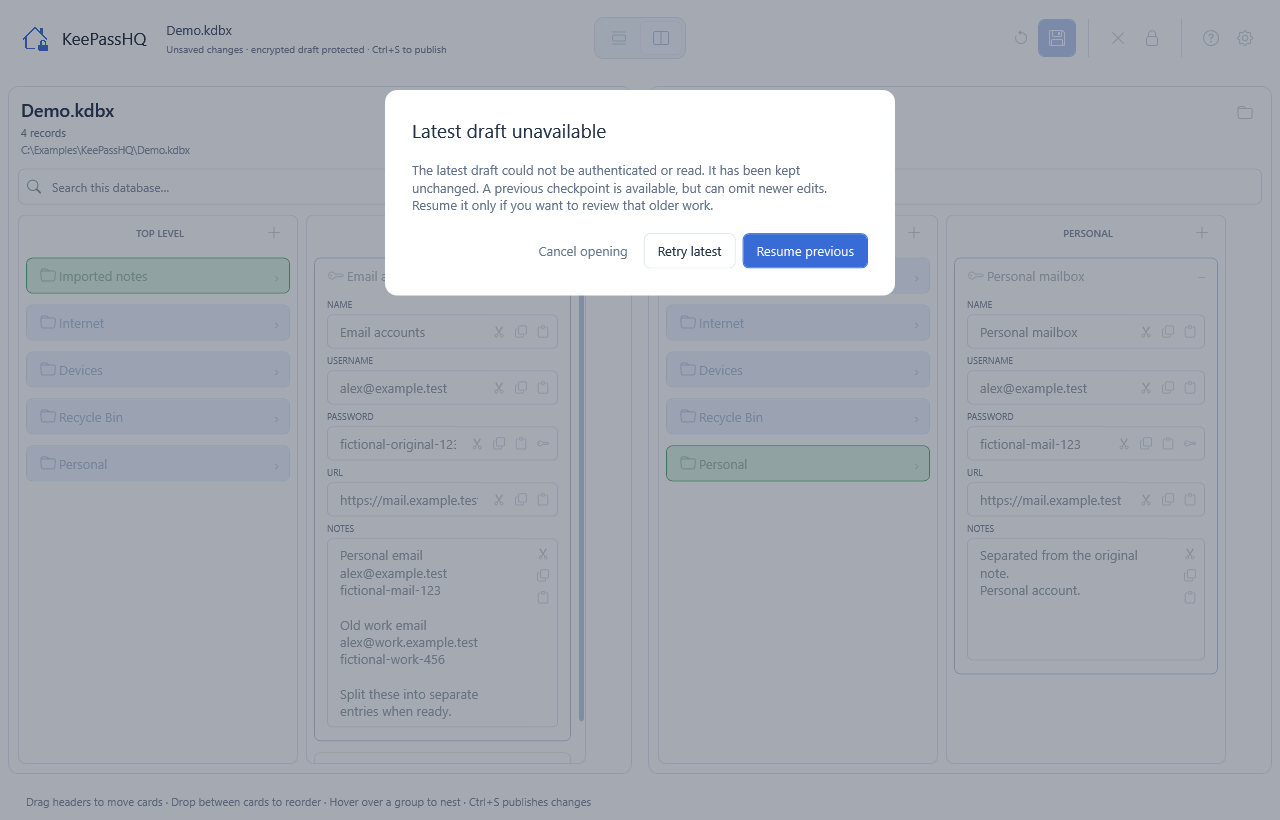 KeePassHQ
Demo.kdbx
Unsaved changes · encrypted draft protected · Ctrl+S to publish
Demo.kdbx
4 records
C:\Examples\KeePassHQ\Demo.kdbx
Search this database...
Latest draft unavailable
The latest draft could not be authenticated or read. It has been kept
unchanged. A previous checkpoint is available, but can omit newer edits.
Resume it only if you want to review that older work.
Cancel opening
Retry latest
Resume previous
TOP LEVEL
Imported notes
Internet
Devices
Recycle Bin
Personal
Email
NAME
Email accounts
USERNAME
alex@example.test
PASSWORD
fictional-original-123
URL
https://mail.example.tes
NOTES
Personal email
alex@example.test
fictional-mail-123
Old work email
alex@work.example.test
fictional-work-456
Split these into separate
entries when ready.
Internet
Devices
Recycle Bin
Personal
PERSONAL
Personal mailbox
NAME
Personal mailbox
USERNAME
alex@example.test
PASSWORD
fictional-mail-123
URL
https://mail.example.test
NOTES
Separated from the original
note.
Personal account.
Drag headers to move cards · Drop between cards to reorder · Hover over a group to nest · Ctrl+S publishes changes